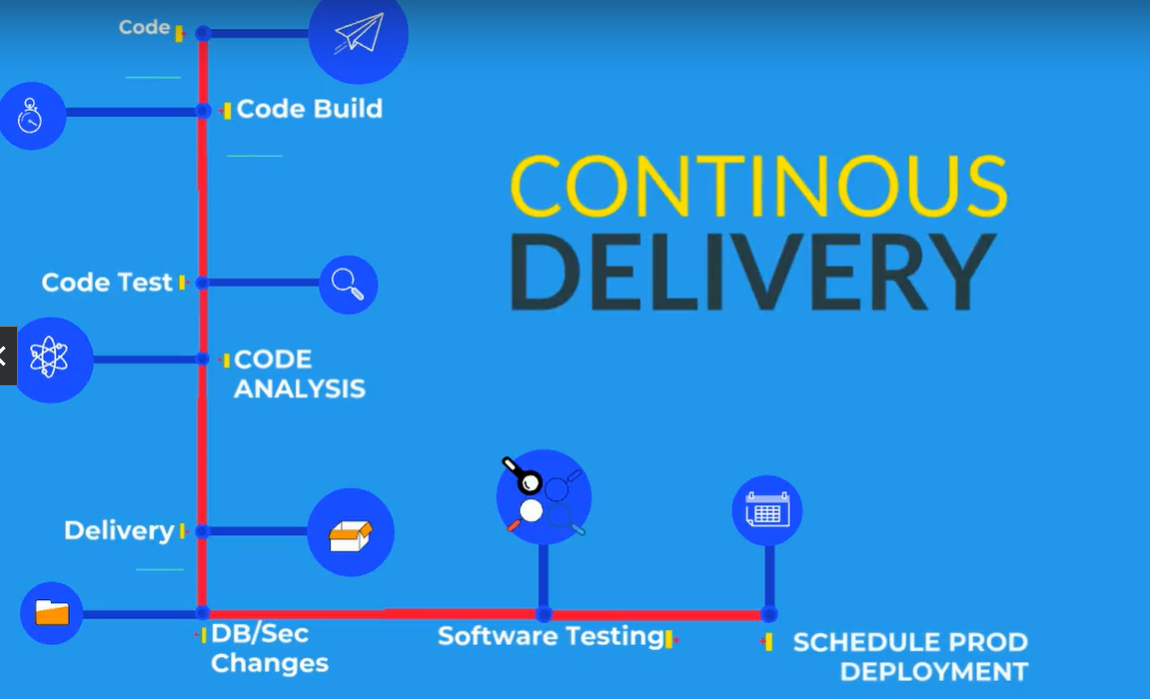 Code
Code Build
CONTINOUS
DELIVERY
Code Test
CODE
ANALYSIS
Delivery
DB/Sec
Changes
Software Testing
SCHEDULE PROD
DEPLOYMENT